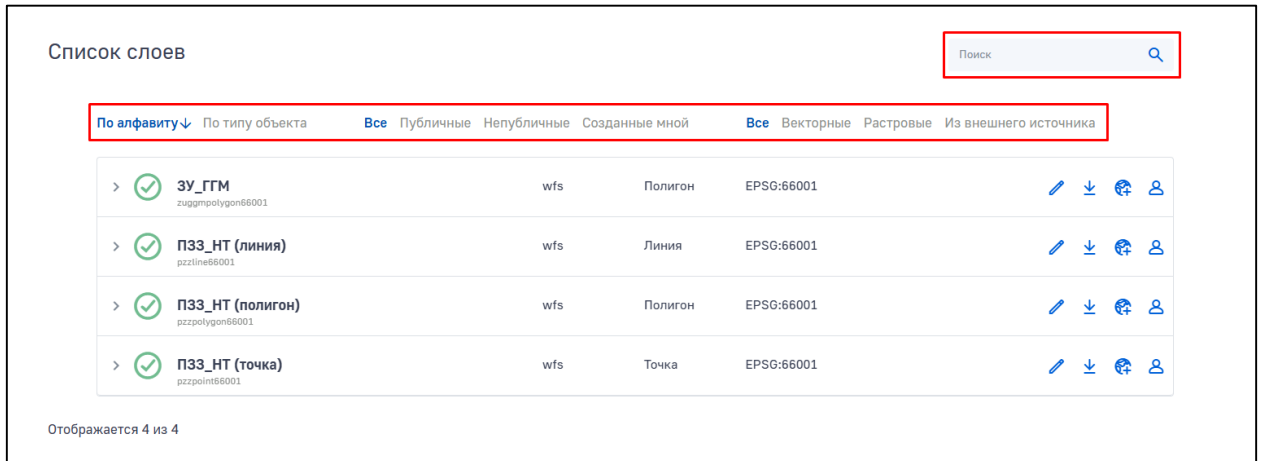 Список слоев
Поиск
По алфавиту↓ По типу объекта Все Публичные Непубличные Созданные мной Все Векторные Растровые Из внешнего источника
ЗУ_ГГМ wfs Полигон EPSG:66001
zuggmpolygon66001
ПЗЗ_НТ (линия) wfs Линия EPSG:66001
pzzline66001
ПЗЗ_НТ (полигон) wfs Полигон EPSG:66001
pzzpolygon66001
ПЗЗ_НТ (точка) wfs Точка EPSG:66001
pzzpoint66001
Отображается 4 из 4